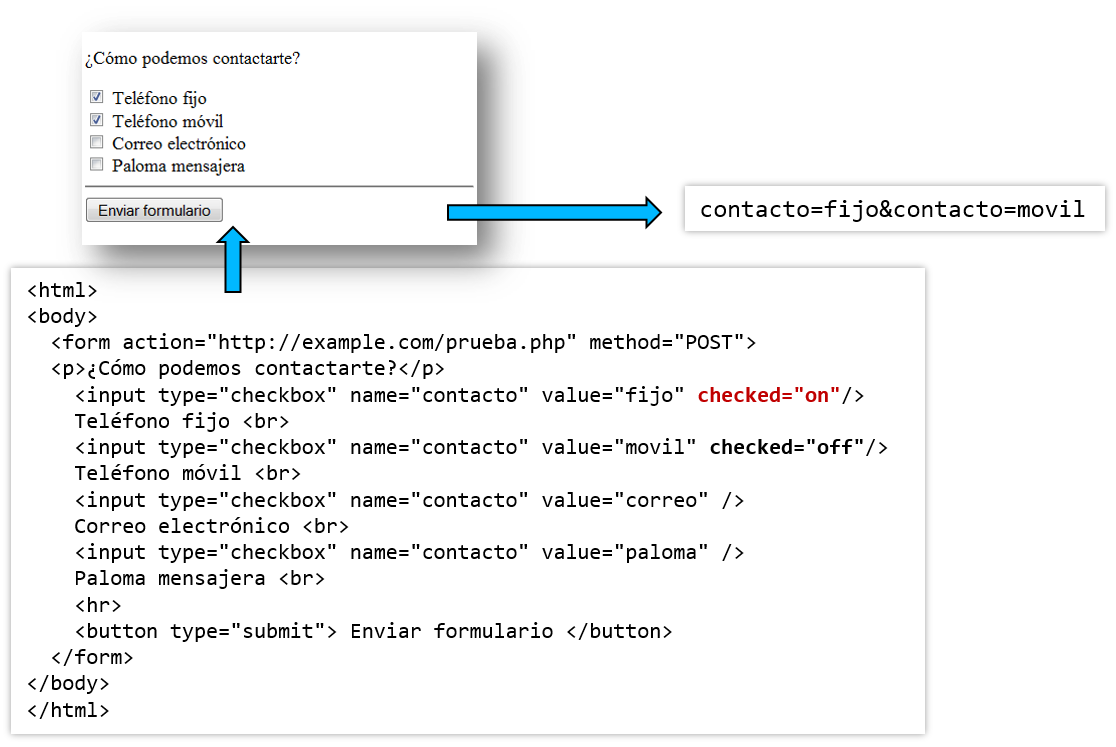 ¿Cómo podemos contactarte?
Teléfono fijo
Teléfono móvil
Correo electrónico
Paloma mensajera
Enviar formulario
contacto=fijo&contacto=movil
<html>
<body>
<form action="http://example.com/prueba.php" method="POST">
<p>¿Cómo podemos contactarte?</p>
<input type="checkbox" name="contacto" value="fijo" checked="on"/>
Teléfono fijo <br>
<input type="checkbox" name="contacto" value="movil" checked="off"/>
Teléfono móvil <br>
<input type="checkbox" name="contacto" value="correo" />
Correo electrónico <br>
<input type="checkbox" name="contacto" value="paloma" />
Paloma mensajera <br>
<hr>
<button type="submit"> Enviar formulario </button>
</form>
</body>
</html>